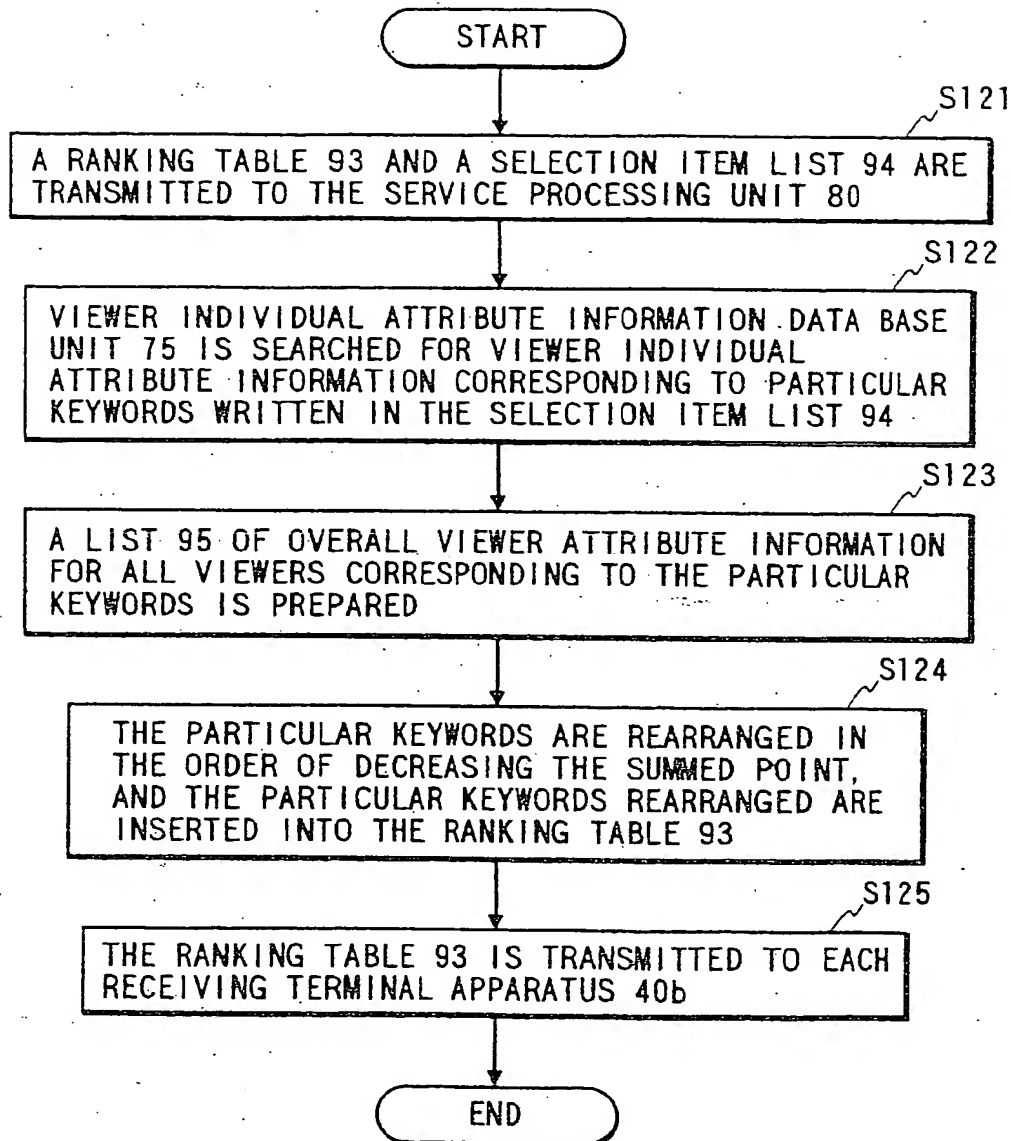 START
S121
A RANKING TABLE 93 AND A SELECTION ITEM LIST 94 ARE
TRANSMITTED TO THE SERVICE PROCESSING UNIT 80
S122
VIEWER INDIVIDUAL ATTRIBUTE INFORMATION DATA BASE
UNIT 75 IS SEARCHED FOR VIEWER INDIVIDUAL
ATTRIBUTE INFORMATION CORRESPONDING TO PARTICULAR
KEYWORDS WRITTEN IN THE SELECTION ITEM LIST 94
S123
A LIST 95 OF OVERALL VIEWER ATTRIBUTE INFORMATION
FOR ALL VIEWERS CORRESPONDING TO THE PARTICULAR
KEYWORDS IS PREPARED
S124
THE PARTICULAR KEYWORDS ARE REARRANGED IN
THE ORDER OF DECREASING THE SUMMED POINT,
AND THE PARTICULAR KEYWORDS REARRANGED ARE
INSERTED INTO THE RANKING TABLE 93
S125
THE RANKING TABLE 93 IS TRANSMITTED TO EACH
RECEIVING TERMINAL APPARATUS 40b
END